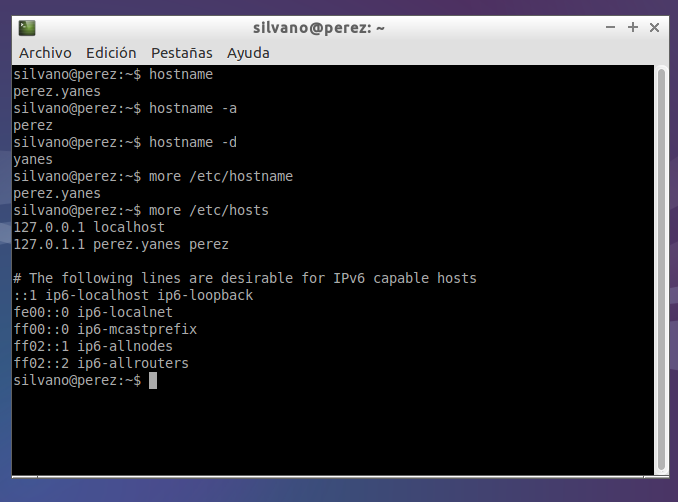 silvano@perez: ~
Archivo Edición Pestañas Ayuda
silvano@perez:~$ hostname
perez.yanes
silvano@perez:~$ hostname -a
perez
silvano@perez:~$ hostname -d
yanes
silvano@perez:~$ more /etc/hostname
perez.yanes
silvano@perez:~$ more /etc/hosts
127.0.0.1 localhost
127.0.1.1 perez.yanes perez
# The following lines are desirable for IPv6 capable hosts
::1 ip6-localhost ip6-loopback
fe00::0 ip6-localnet
ff00::0 ip6-mcastprefix
ff02::1 ip6-allnodes
ff02::2 ip6-allrouters
silvano@perez:~$